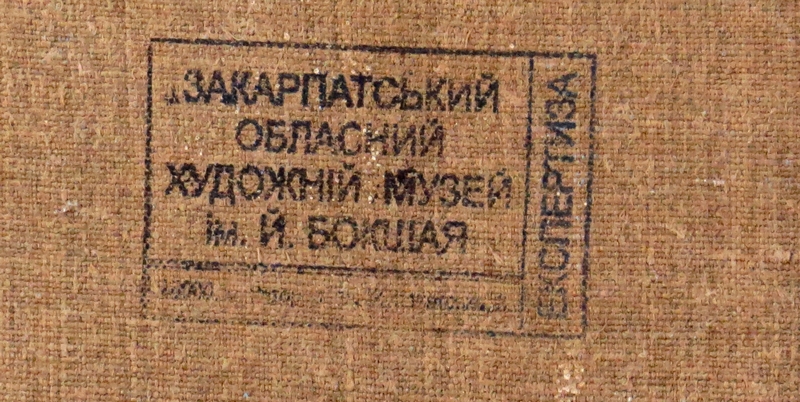 ЗАКАРПАТСЬКИЙ
ОБЛАСНИЙ
ХУДОЖНІЙ МУЗЕЙ
ім. Й. БОКШАЯ
ЕКСПЕРТИЗА